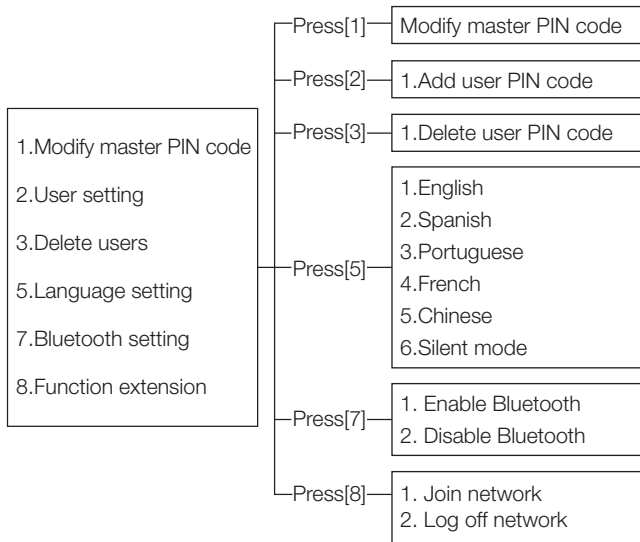 1.Modify master PIN code
2.User setting
3.Delete users
5.Language setting
7.Bluetooth setting
8.Function extension
Press[1]
Modify master PIN code
Press[2]
1.Add user PIN code
Press[3]
1.Delete user PIN code
Press[5]
1.English
2.Spanish
3.Portuguese
4.French
5.Chinese
6.Silent mode
Press[7]
1. Enable Bluetooth
2. Disable Bluetooth
Press[8]
1. Join network
2. Log off network